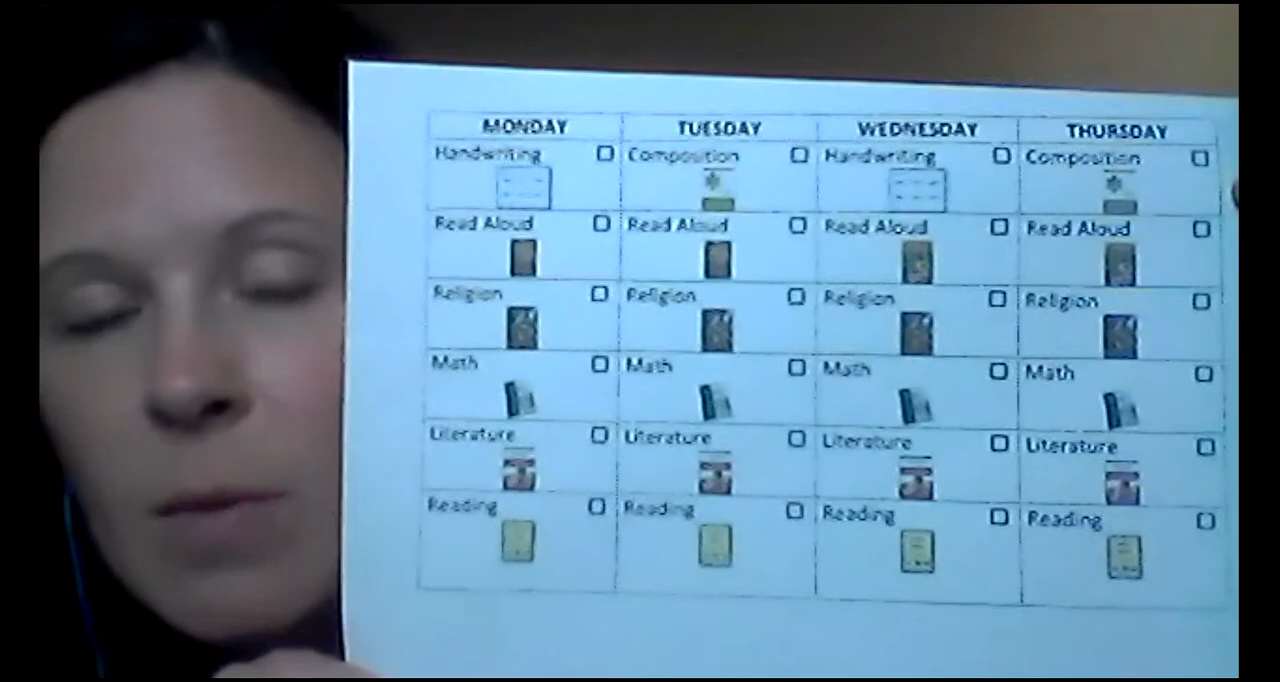 MONDAY TUESDAY WEDNESDAY THURSDAY
Handwriting Composition Handwriting Composition
Read Aloud Read Aloud Read Aloud Read Aloud
Religion Religion Religion Religion
Math Math Math Math
Literature Literature Literature Literature
Reading Reading Reading Reading